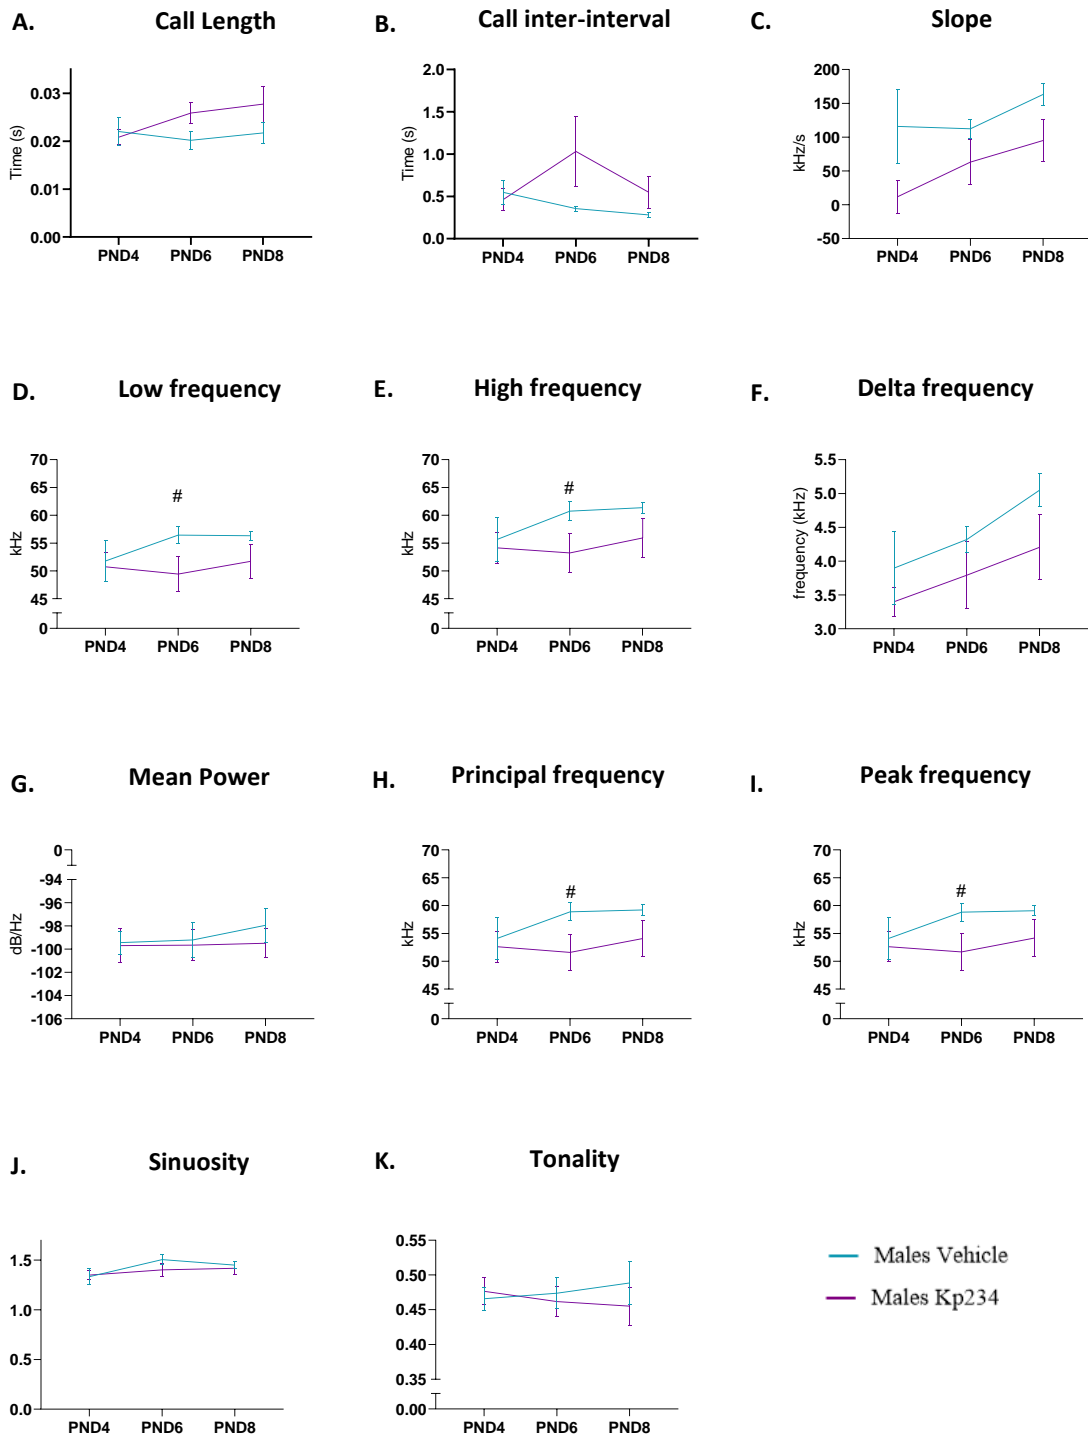 A. Call Length
Time (s)
0.03
0.02
0.01
0.00
PND4 PND6 PND8
B. Call inter-interval
Time (s)
2.0
1.5
1.0
0.5
0.0
PND4 PND6 PND8
C. Slope
kHz/s
200
150
100
50
0
-50
PND4 PND6 PND8
D. Low frequency
kHz
70
65
60
55
50
45
0
#
PND4 PND6 PND8
E. High frequency
kHz
70
65
60
55
50
45
0
#
PND4 PND6 PND8
F. Delta frequency
frequency (kHz)
5.5
5.0
4.5
4.0
3.5
3.0
PND4 PND6 PND8
G. Mean Power
dB/Hz
0
-94
-96
-98
-100
-102
-104
-106
PND4 PND6 PND8
H. Principal frequency
kHz
70
65
60
55
50
45
0
#
PND4 PND6 PND8
I. Peak frequency
kHz
70
65
60
55
50
45
0
#
PND4 PND6 PND8
J. Sinuosity
1.5
1.0
0.5
0.0
PND4 PND6 PND8
K. Tonality
0.55
0.50
0.45
0.40
0.35
0.00
PND4 PND6 PND8
Males Vehicle
Males Kp234